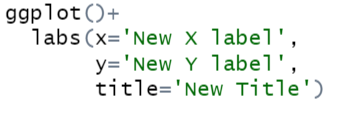 ggplot()+
labs(x='New X label',
y='New Y label',
title='New Title')